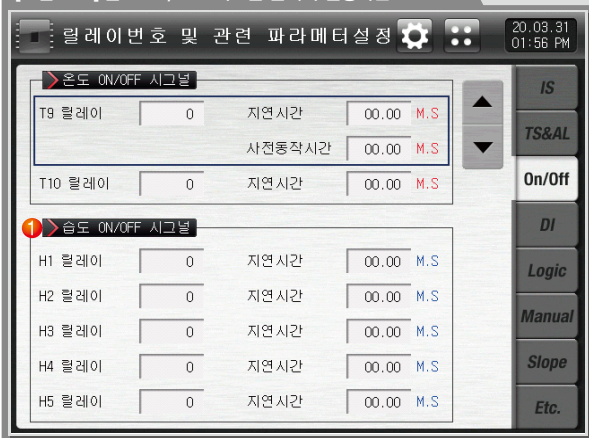 릴레이번호 및 관련 파라메터설정
20.03.31
01:56 PM
온도 ON/OFF 시그널
T9 릴레이 0 지연시간 00.00 M.S
사전동작시간 00.00 M.S
T10 릴레이 0 지연시간 00.00 M.S
1 습도 ON/OFF 시그널
H1 릴레이 0 지연시간 00.00 M.S
H2 릴레이 0 지연시간 00.00 M.S
H3 릴레이 0 지연시간 00.00 M.S
H4 릴레이 0 지연시간 00.00 M.S
H5 릴레이 0 지연시간 00.00 M.S
IS
TS&AL
On/Off
DI
Logic
Manual
Slope
Etc.